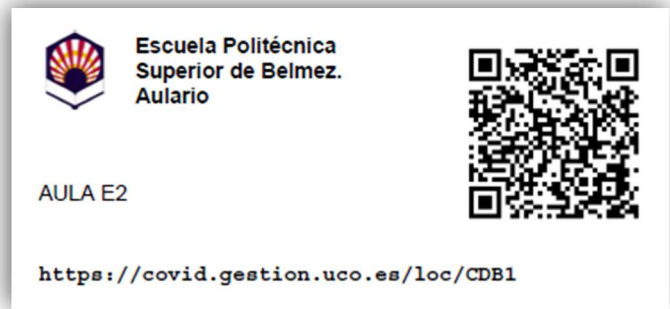 Escuela Politécnica
Superior de Belmez.
Aulario
AULA E2
https://covid.gestion.uco.es/loc/CDB1